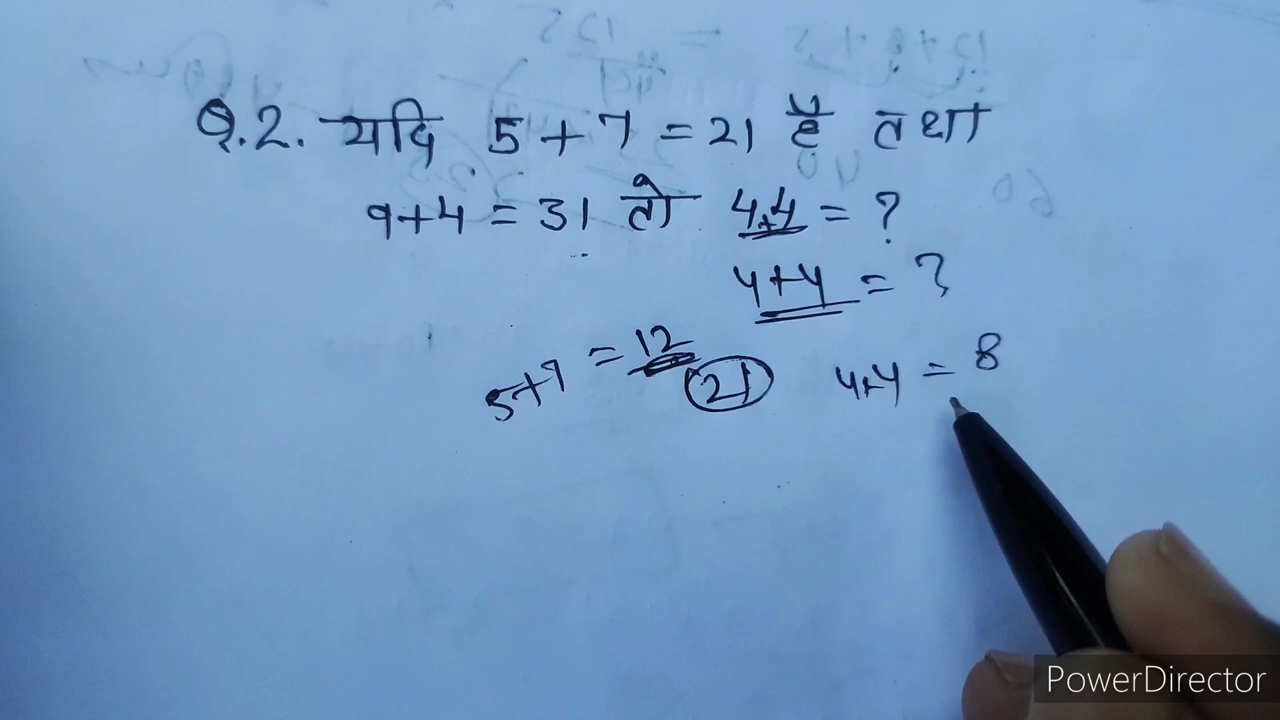 Q.2. यदि 5 + 7 = 21 है तथा
9+4 = 31 तो 4+4 = ?
4+4 = ?
5+7 = 12
21
4+4 = 8
PowerDirector